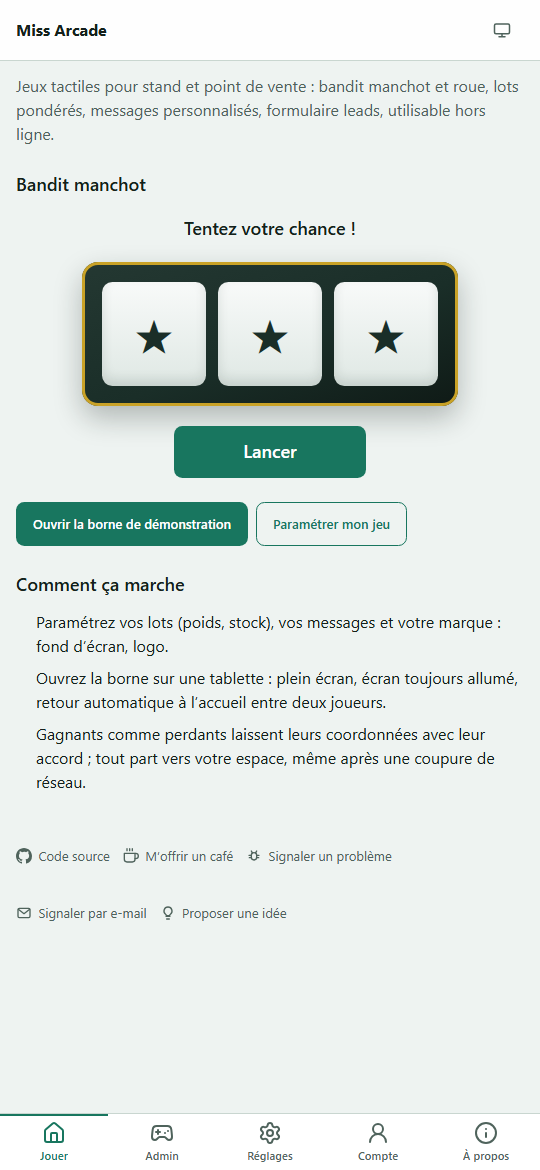 Miss Arcade
Jeux tactiles pour stand et point de vente : bandit manchot et roue, lots
pondérés, messages personnalisés, formulaire leads, utilisable hors
ligne.
Bandit manchot
Tentez votre chance !
Lancer
Ouvrir la borne de démonstration
Paramétrer mon jeu
Comment ça marche
Paramétrez vos lots (poids, stock), vos messages et votre marque :
fond d’écran, logo.
Ouvrez la borne sur une tablette : plein écran, écran toujours allumé,
retour automatique à l’accueil entre deux joueurs.
Gagnants comme perdants laissent leurs coordonnées avec leur
accord ; tout part vers votre espace, même après une coupure de
réseau.
Code source
M’offrir un café
Signaler un problème
Signaler par e-mail
Proposer une idée
Jouer
Admin
Réglages
Compte
À propos